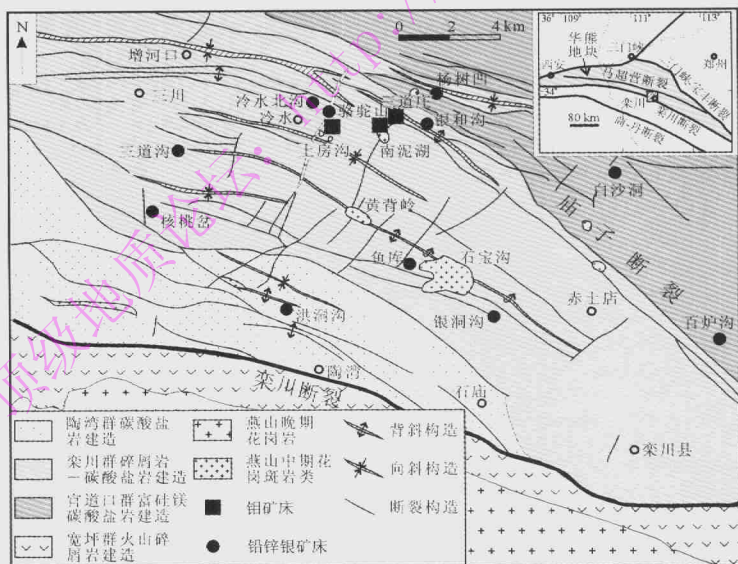 N
0 2 4 km
36° 109° 111° 113°
华熊
地块
三门峡
郑州
西安
马超营断裂
三门峡-宝丰断裂
34°
栾川
栾川断裂
商-丹断裂
80 km
增河口
杨树凹
三川
冷水北沟
骆驼山
三道庄
冷水
银和沟
三道沟
上房沟
南泥湖
百沙洞
黄背岭
核桃岔
庙子断裂
鱼库
石宝沟
赤土店
洪洞沟
银洞沟
百炉沟
陶湾
栾川断裂
石庙
栾川县
陶湾群碳酸盐
岩建造
栾川群碎屑岩
－碳酸盐岩建造
官道口群富硅镁
碳酸盐岩建造
宽坪群火山碎
屑岩建造
燕山晚期
花岗岩
燕山中期花
岗斑岩类
钼矿床
铅锌银矿床
背斜构造
向斜构造
断裂构造
顶级地质论坛:
http:/